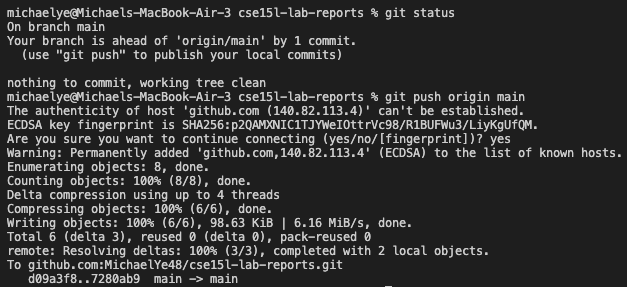 michaelye@Michaels-MacBook-Air-3 cse15l-lab-reports % git status
On branch main
Your branch is ahead of 'origin/main' by 1 commit.
  (use "git push" to publish your local commits)

nothing to commit, working tree clean
michaelye@Michaels-MacBook-Air-3 cse15l-lab-reports % git push origin main
The authenticity of host 'github.com (140.82.113.4)' can't be established.
ECDSA key fingerprint is SHA256:p2QAMXNIC1TJYWeIOttrVc98/R1BUFWu3/LiyKgUfQM.
Are you sure you want to continue connecting (yes/no/[fingerprint])? yes
Warning: Permanently added 'github.com,140.82.113.4' (ECDSA) to the list of known hosts.
Enumerating objects: 8, done.
Counting objects: 100% (8/8), done.
Delta compression using up to 4 threads
Compressing objects: 100% (6/6), done.
Writing objects: 100% (6/6), 98.63 KiB | 6.16 MiB/s, done.
Total 6 (delta 3), reused 0 (delta 0), pack-reused 0
remote: Resolving deltas: 100% (3/3), completed with 2 local objects.
To github.com:MichaelYe48/cse15l-lab-reports.git
   d09a3f8..7280ab9  main -> main